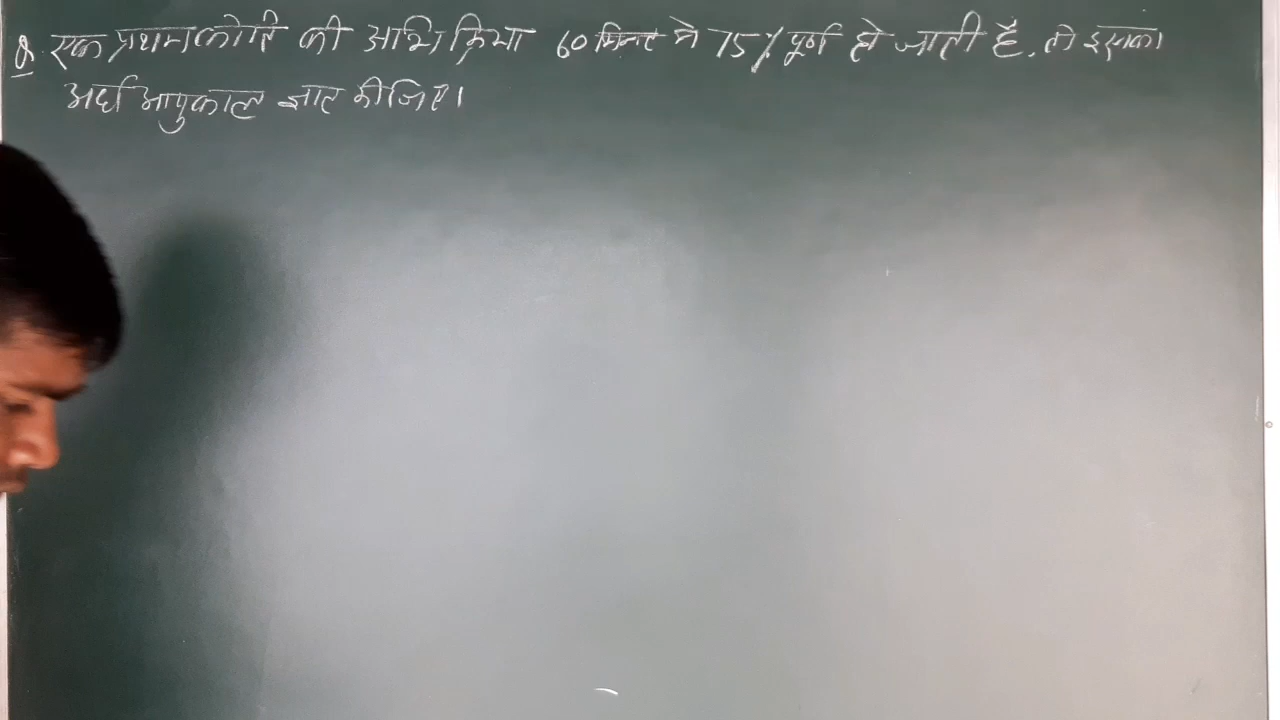 Q. एक प्रथम कोटि की अभिक्रिया 60 मिनट मे 75% पूर्ण हो जाती है, तो इसका
अर्ध आयुकाल ज्ञात कीजिए।